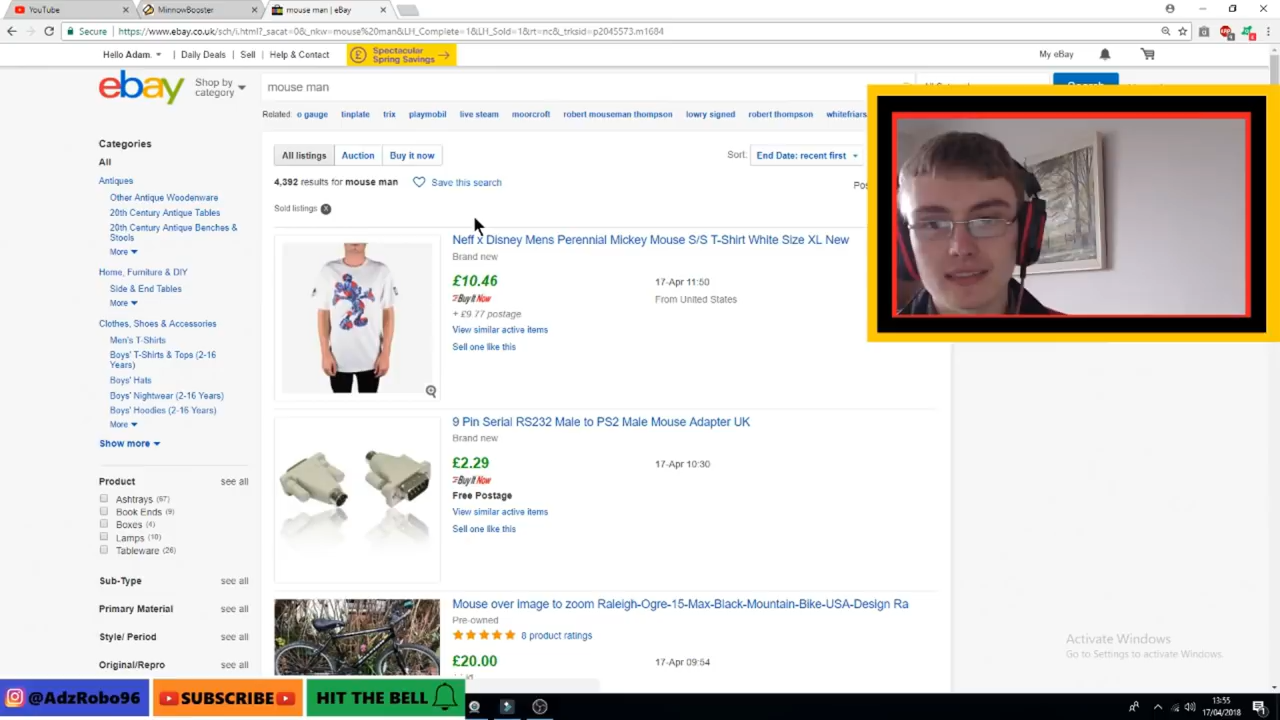 YouTube
MinnowBooster
mouse man | eBay
Secure
https://www.ebay.co.uk/sch/i.html?_sacat=0&_nkw=mouse%20man&LH_Complete=1&LH_Sold=1&rt=nc&_trksid=p2045573.m1684
Hello Adam.
Daily Deals
Sell
Help & Contact
Spectacular
Spring Savings
My eBay
ebay
Shop by
category
mouse man
Related: o gauge tinplate trix playmobil live steam moorcroft robert mouseman thompson lowry signed robert thompson whitefriars
Categories
All
Antiques
Other Antique Woodenware
20th Century Antique Tables
20th Century Antique Benches &
Stools
More
Home, Furniture & DIY
Side & End Tables
More
Clothes, Shoes & Accessories
Men's T-Shirts
Boys' T-Shirts & Tops (2-16
Years)
Boys' Hats
Boys' Nightwear (2-16 Years)
Boys' Hoodies (2-16 Years)
More
Show more
Product see all
Ashtrays (67)
Book Ends (9)
Boxes (4)
Lamps (10)
Tableware (26)
Sub-Type see all
Primary Material see all
Style/ Period see all
Original/Repro see all
All listings Auction Buy it now
Sort: End Date: recent first
4,392 results for mouse man
Save this search
Sold listings X
Neff x Disney Mens Perennial Mickey Mouse S/S T-Shirt White Size XL New
Brand new
£10.46
17-Apr 11:50
Buy It Now
From United States
+ £9.77 postage
View similar active items
Sell one like this
9 Pin Serial RS232 Male to PS2 Male Mouse Adapter UK
Brand new
£2.29
17-Apr 10:30
Buy It Now
Free Postage
View similar active items
Sell one like this
Mouse over image to zoom Raleigh-Ogre-15-Max-Black-Mountain-Bike-USA-Design Ra
Pre-owned
8 product ratings
£20.00
17-Apr 09:54
Activate Windows
Go to Settings to activate Windows.
@AdzRobo96
SUBSCRIBE
HIT THE BELL
13:55
17/04/2018